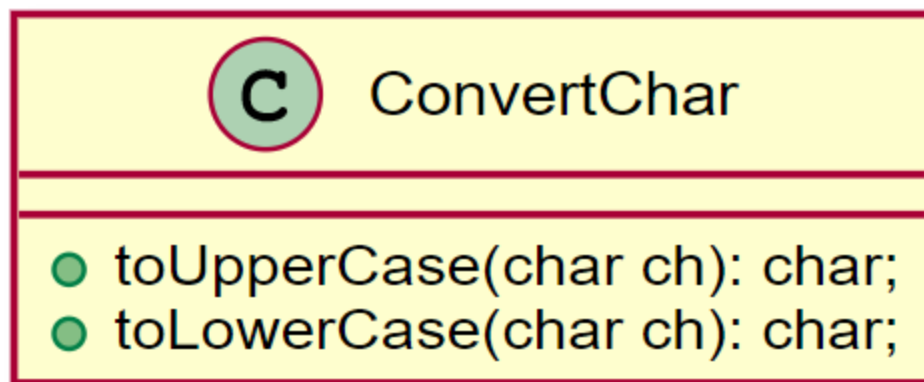 C ConvertChar
toUpperCase(char ch): char;
toLowerCase(char ch): char;